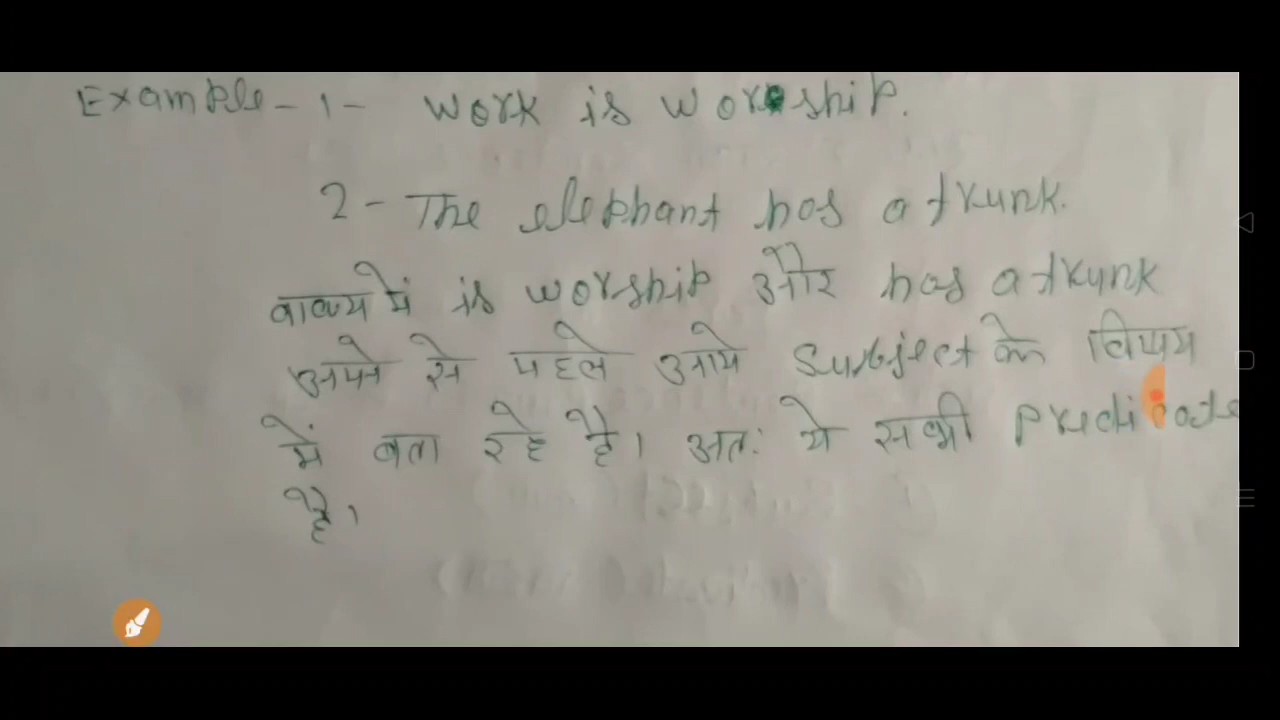 Example - 1 - Work is worship.
2 - The elephant has a trunk.
वाक्य में is worship और has a trunk
अपने से पहले आये Subject के विषय
में बता रहे है। अतः ये सभी Predicate
है।